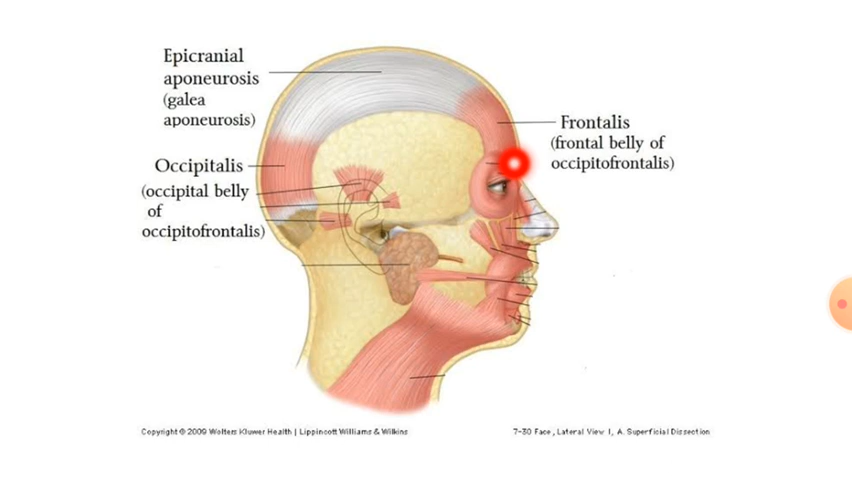 Epicranial
aponeurosis
(galea
aponeurosis)
Frontalis
(frontal belly of
occipitofrontalis)
Occipitalis
(occipital belly
of
occipitofrontalis)
Copyright © 2009 Wolters Kluwer Health | Lippincott Williams & Wilkins
7-30 Face, Lateral View I, A. Superficial Dissection